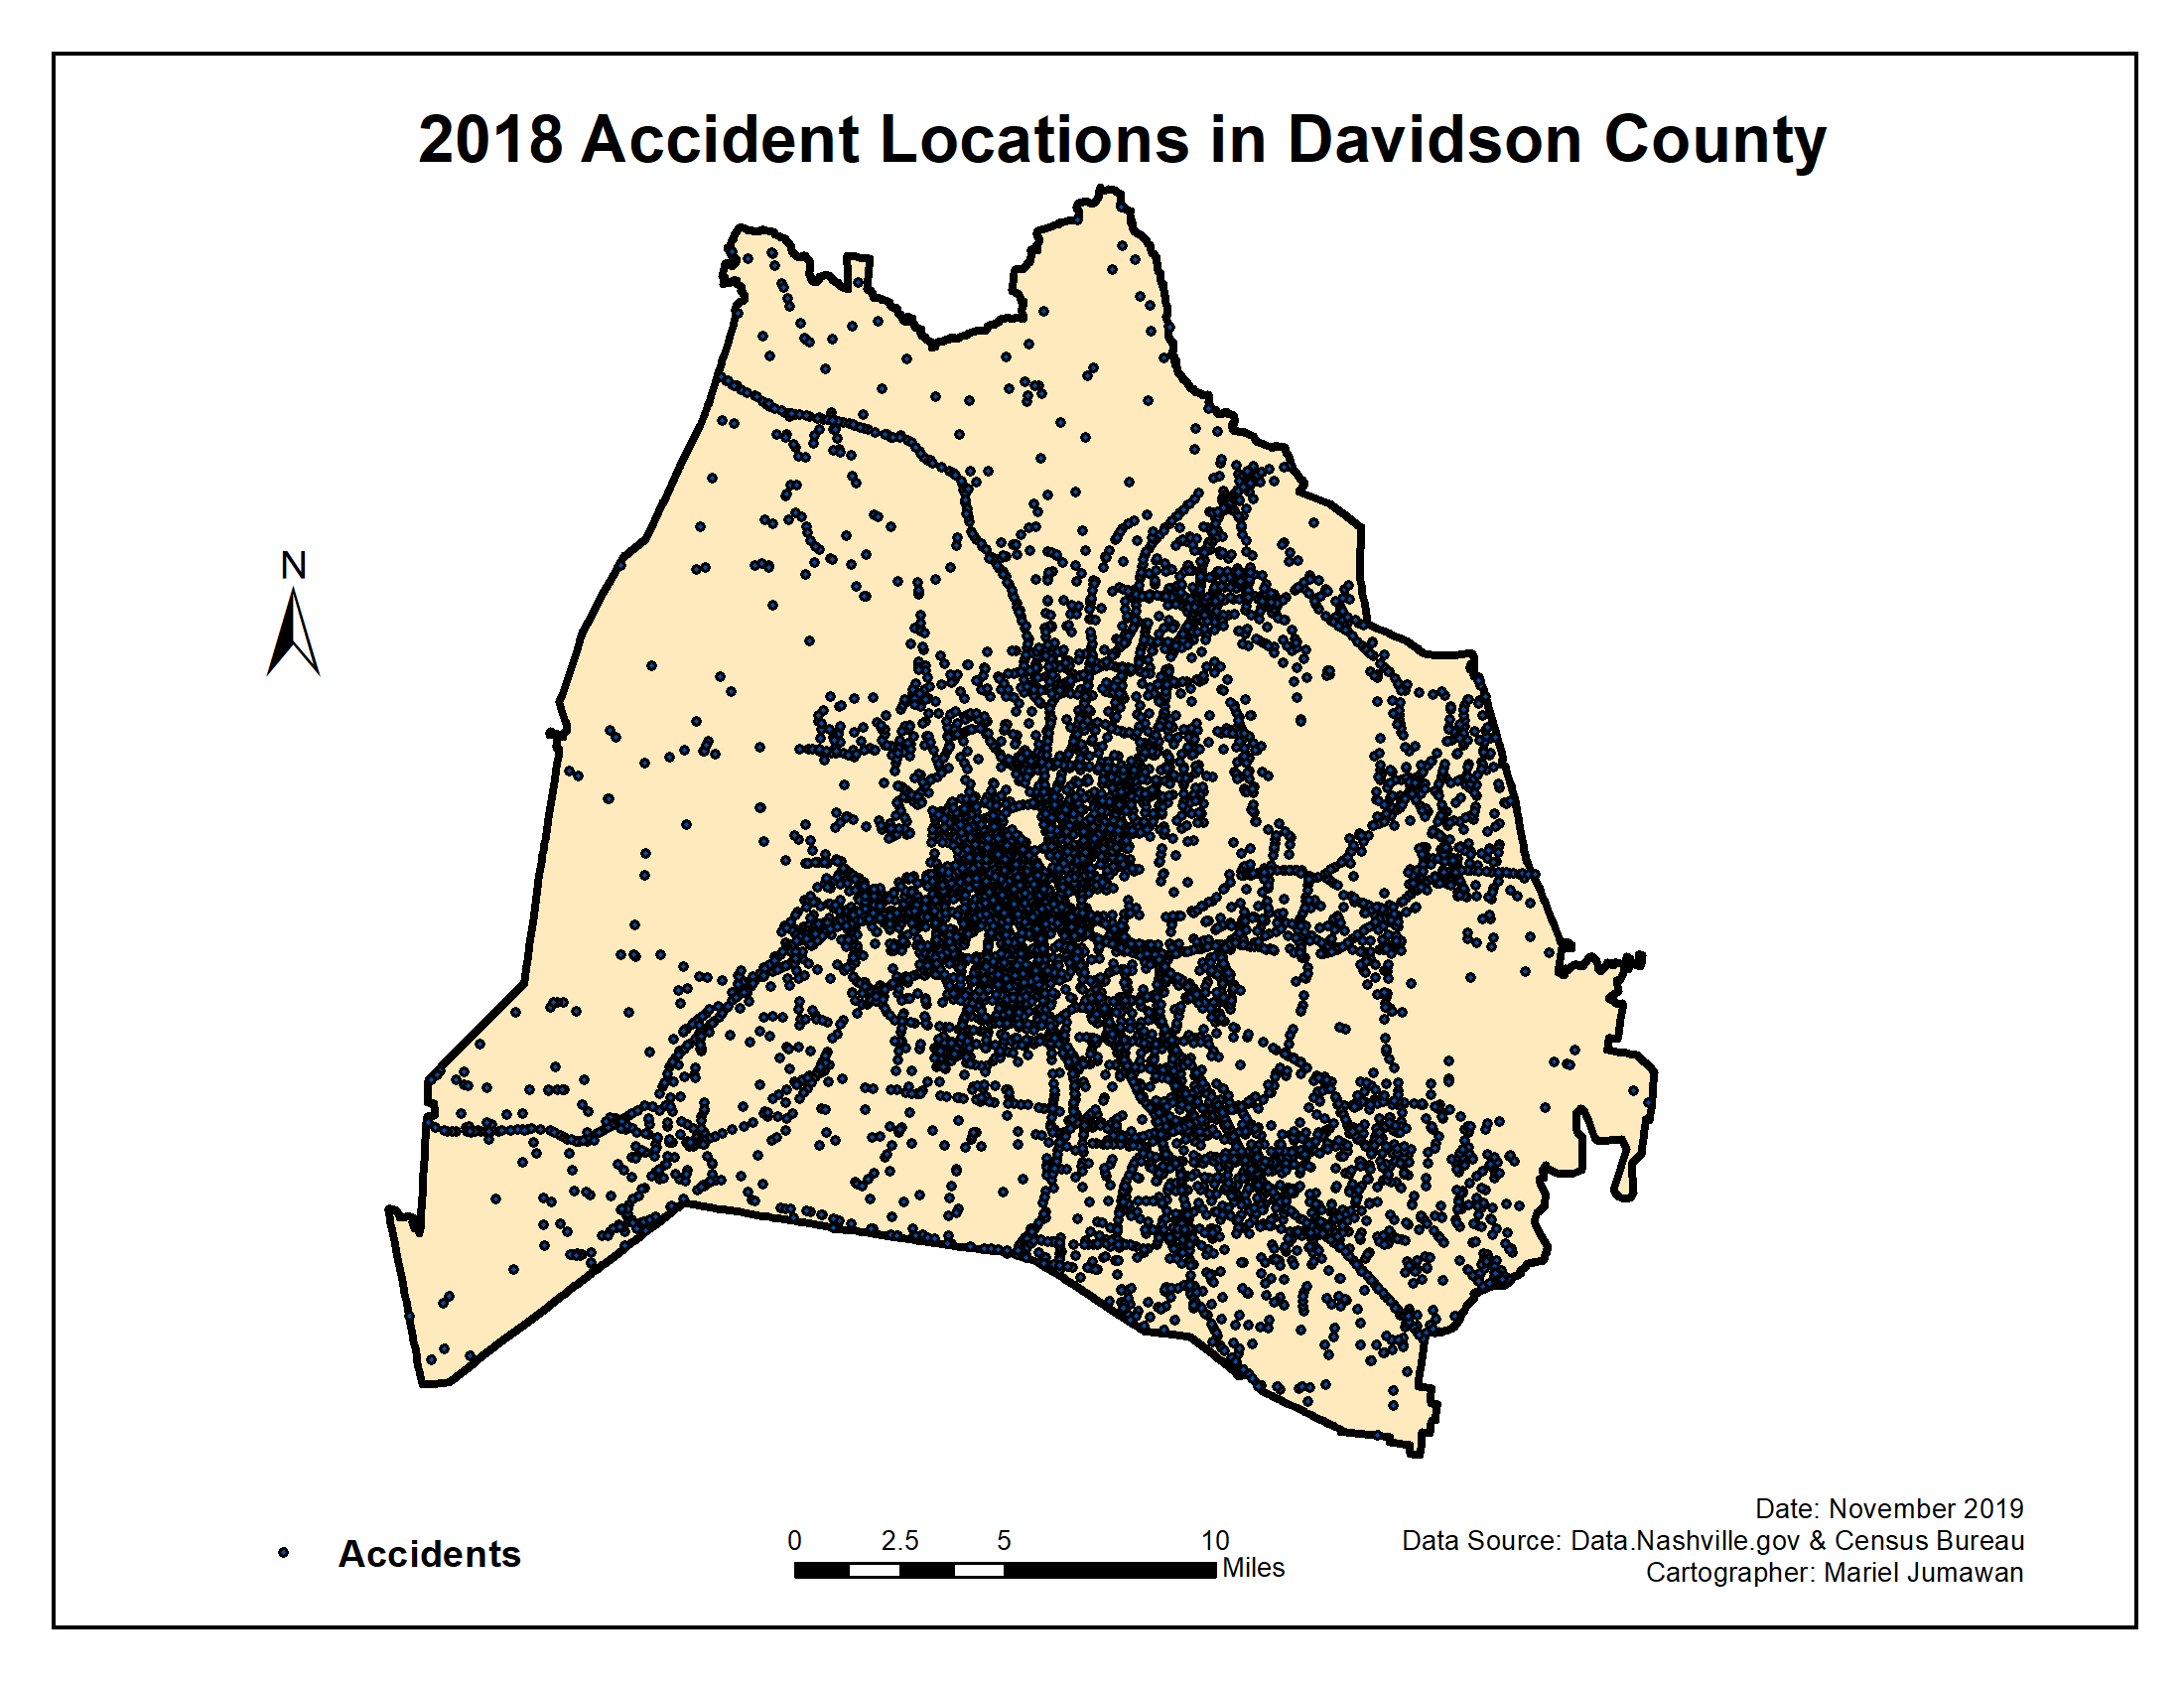 2018 Accident Locations in Davidson County
N
Accidents
0 2.5 5 10
Miles
Date: November 2019
Data Source: Data.Nashville.gov & Census Bureau
Cartographer: Mariel Jumawan